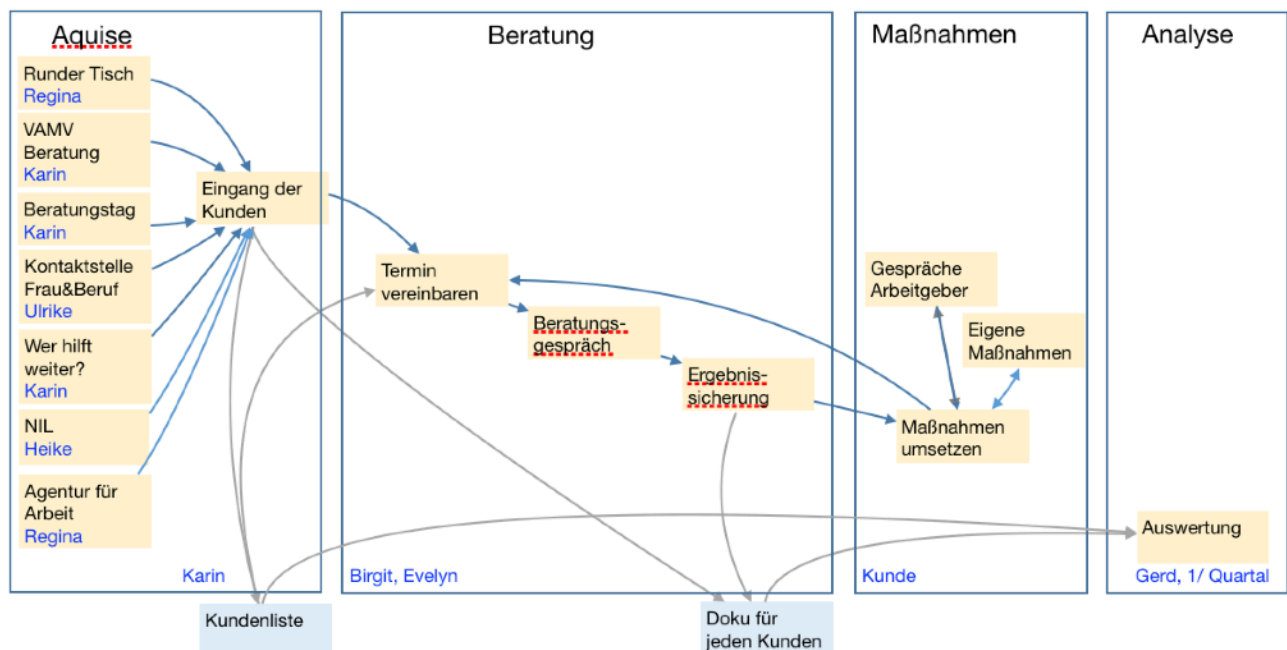 Aquise
Runder Tisch
Regina
VAMV
Beratung
Karin
Beratungstag
Karin
Kontaktstelle
Frau&Beruf
Ulrike
Wer hilft
weiter?
Karin
NIL
Heike
Agentur für
Arbeit
Regina
Eingang der
Kunden
Karin
Kundenliste
Beratung
Termin
vereinbaren
Beratungs-
gespräch
Ergebnis-
sicherung
Birgit, Evelyn
Doku für
jeden Kunden
Maßnahmen
Gespräche
Arbeitgeber
Eigene
Maßnahmen
Maßnahmen
umsetzen
Kunde
Analyse
Auswertung
Gerd, 1/ Quartal